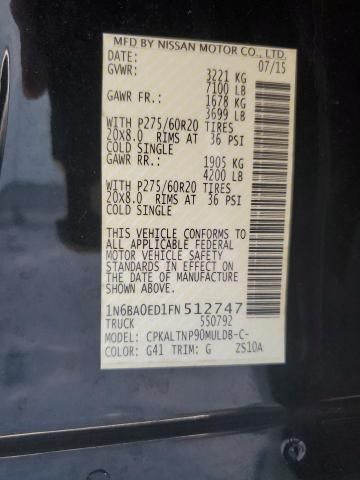 MFD BY NISSAN MOTOR CO., LTD.
DATE: 07/15
GVWR: 3221 KG
7100 LB
GAWR FR.: 1678 KG
3699 LB
WITH P275/60R20 TIRES
20X8.0 RIMS AT 36 PSI
COLD SINGLE
GAWR RR.: 1905 KG
4200 LB
WITH P275/60R20 TIRES
20X8.0 RIMS AT 36 PSI
COLD SINGLE
THIS VEHICLE CONFORMS TO
ALL APPLICABLE FEDERAL
MOTOR VEHICLE SAFETY
STANDARDS IN EFFECT ON
THE DATE OF MANUFACTURE
SHOWN ABOVE.
1N6BA0ED1FN 512747
TRUCK 550792
MODEL: CPKALTNP90MULDB-C-
COLOR: G41 TRIM: G ZS10A